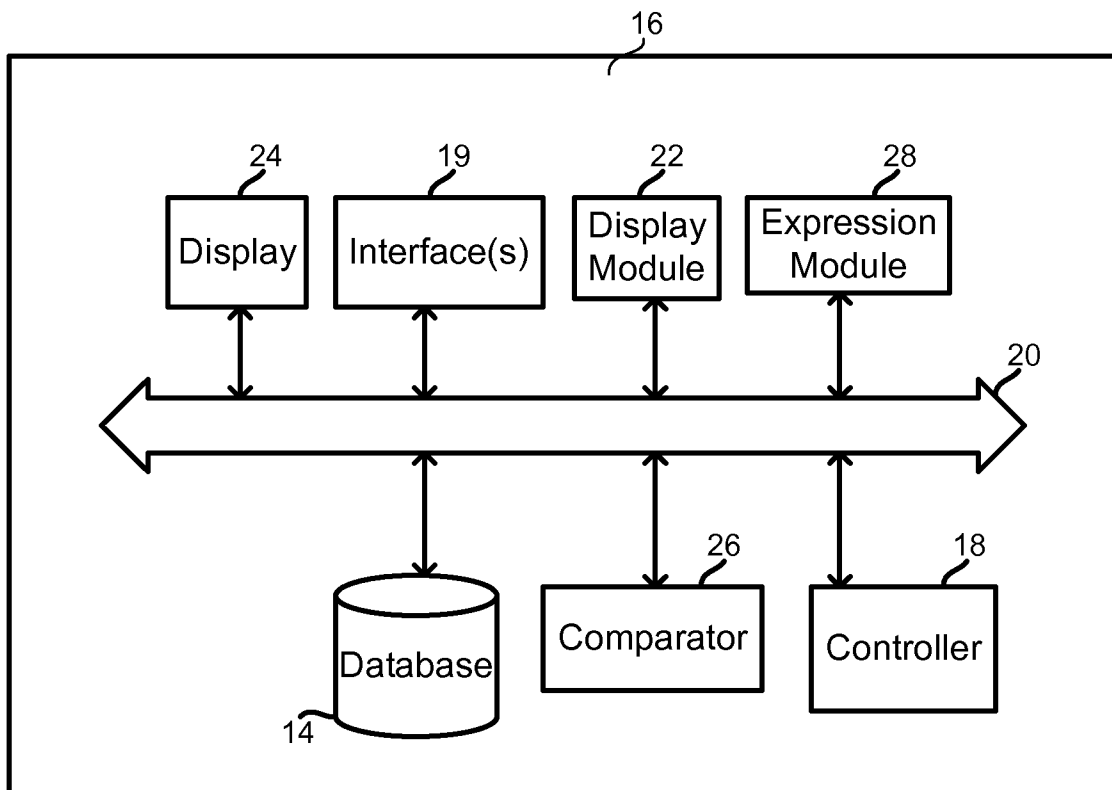 16
24
19
22
28
Display
Interface(s)
Display
Module
Expression
Module
20
26
18
Database
Comparator
Controller
14